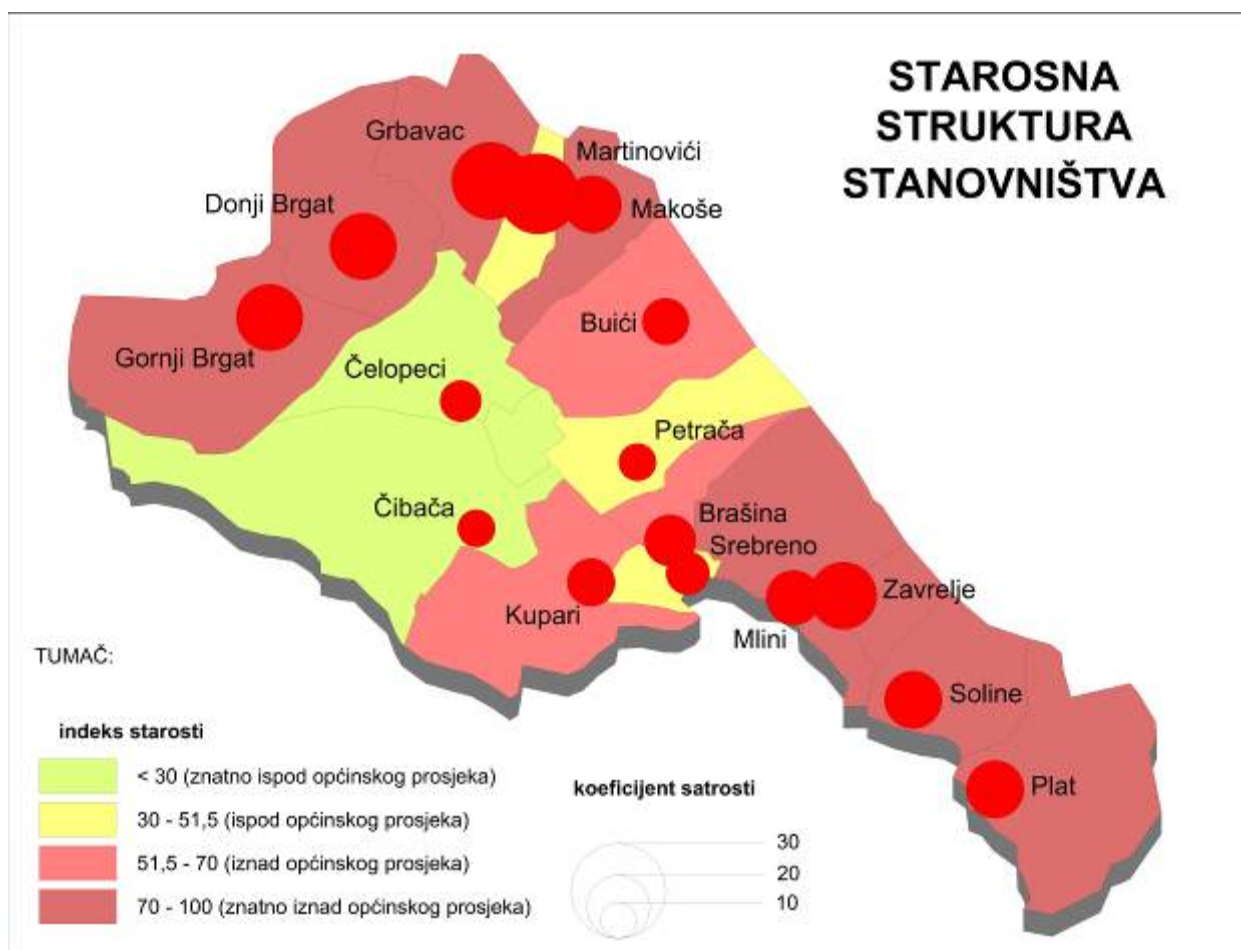 STAROSNA
STRUKTURA
STANOVNIŠTVA
Grbavac
Martinovići
Donji Brgat
Makoše
Buići
Gornji Brgat
Čelopeci
Petrača
Čibača
Brašina
Srebreno
Zavrelje
Kupari
Mlini
Soline
Plat
TUMAČ:
indeks starosti
< 30 (znatno ispod općinskog prosjeka)
30 - 51,5 (ispod općinskog prosjeka)
51,5 - 70 (iznad općinskog prosjeka)
70 - 100 (znatno iznad općinskog prosjeka)
koeficijent satrosti
30
20
10